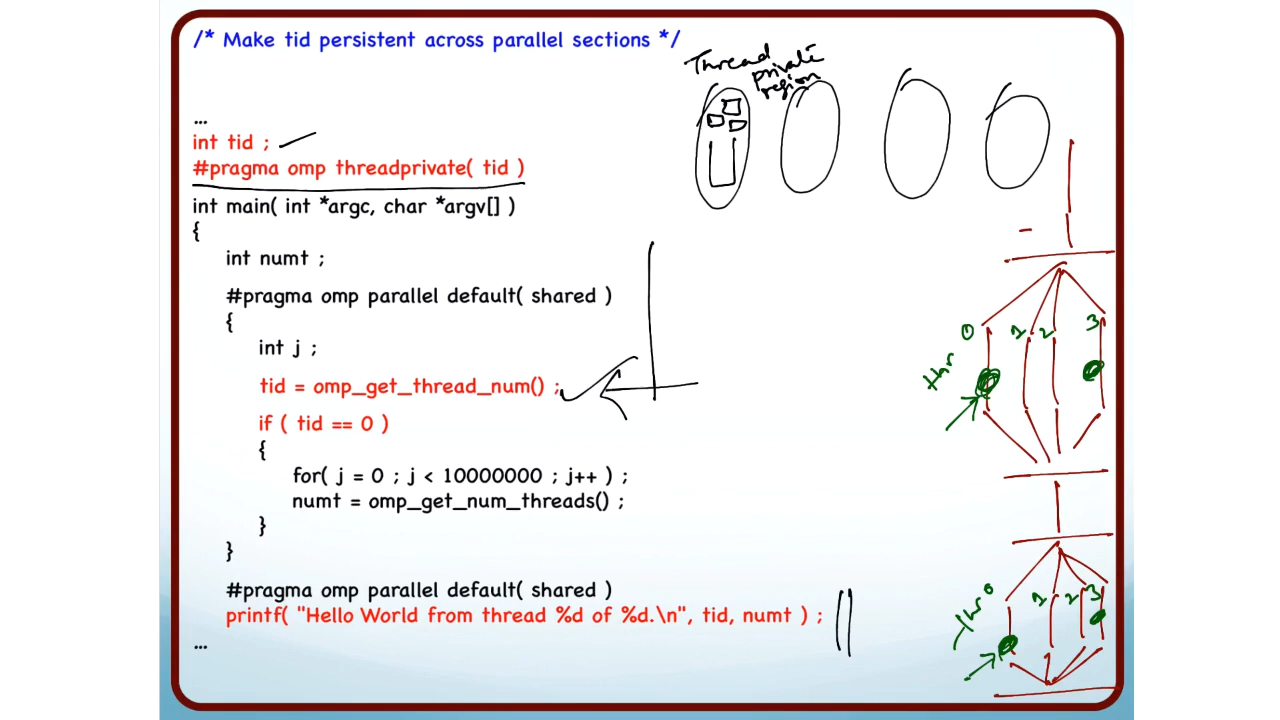 /* Make tid persistent across parallel sections */
Thread
private
region
...
int tid ;
#pragma omp threadprivate( tid )
int main( int *argc, char *argv[] )
{
int numt ;
#pragma omp parallel default( shared )
{
int j ;
tid = omp_get_thread_num() ;
if ( tid == 0 )
{
for( j = 0 ; j < 10000000 ; j++ ) ;
numt = omp_get_num_threads() ;
}
}
#pragma omp parallel default( shared )
printf( "Hello World from thread %d of %d.\n", tid, numt ) ;
...
thr 0 1 2 3
thr 0 1 2 3